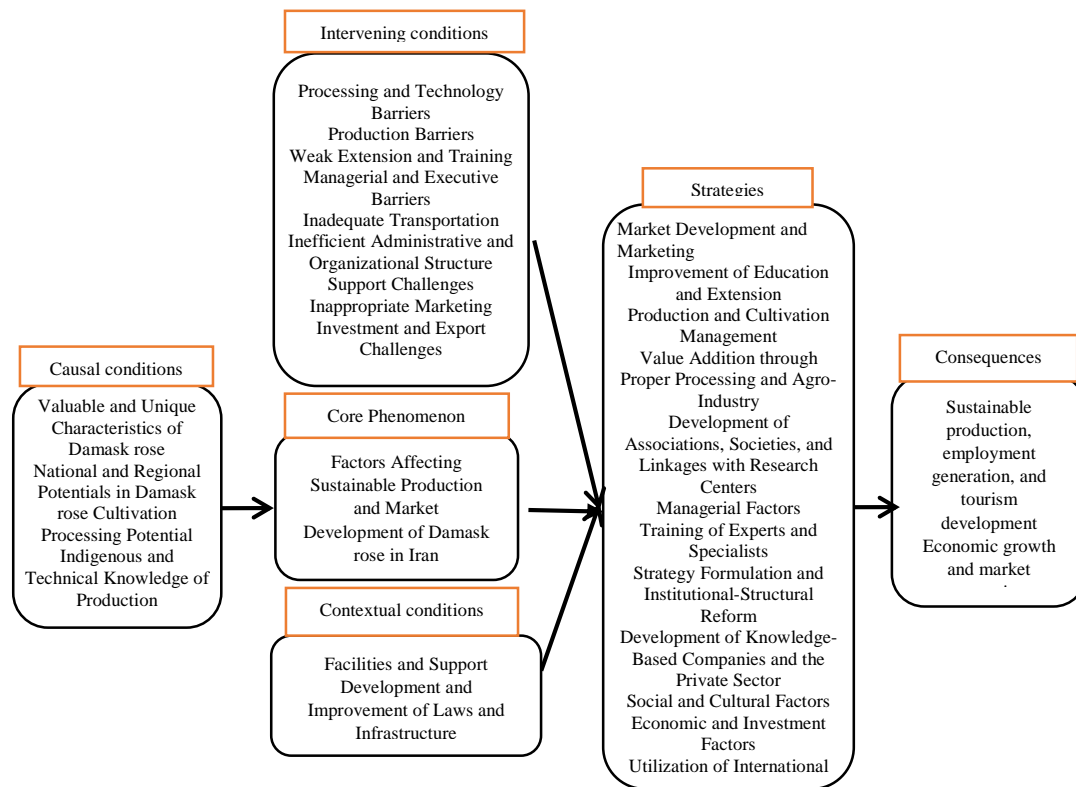 Intervening conditions
Processing and Technology
Barriers
Production Barriers
Weak Extension and Training
Managerial and Executive
Barriers
Inadequate Transportation
Inefficient Administrative and
Organizational Structure
Support Challenges
Inappropriate Marketing
Investment and Export
Challenges
Causal conditions
Valuable and Unique
Characteristics of
Damask rose
National and Regional
Potentials in Damask
rose Cultivation
Processing Potential
Indigenous and
Technical Knowledge of
Production
Core Phenomenon
Factors Affecting
Sustainable Production
and Market
Development of Damask
rose in Iran
Contextual conditions
Facilities and Support
Development and
Improvement of Laws and
Infrastructure
Strategies
Market Development and
Marketing
Improvement of Education
and Extension
Production and Cultivation
Management
Value Addition through
Proper Processing and Agro-
Industry
Development of
Associations, Societies, and
Linkages with Research
Centers
Managerial Factors
Training of Experts and
Specialists
Strategy Formulation and
Institutional-Structural
Reform
Development of Knowledge-
Based Companies and the
Private Sector
Social and Cultural Factors
Economic and Investment
Factors
Utilization of International
Consequences
Sustainable
production,
employment
generation, and
tourism
development
Economic growth
and market